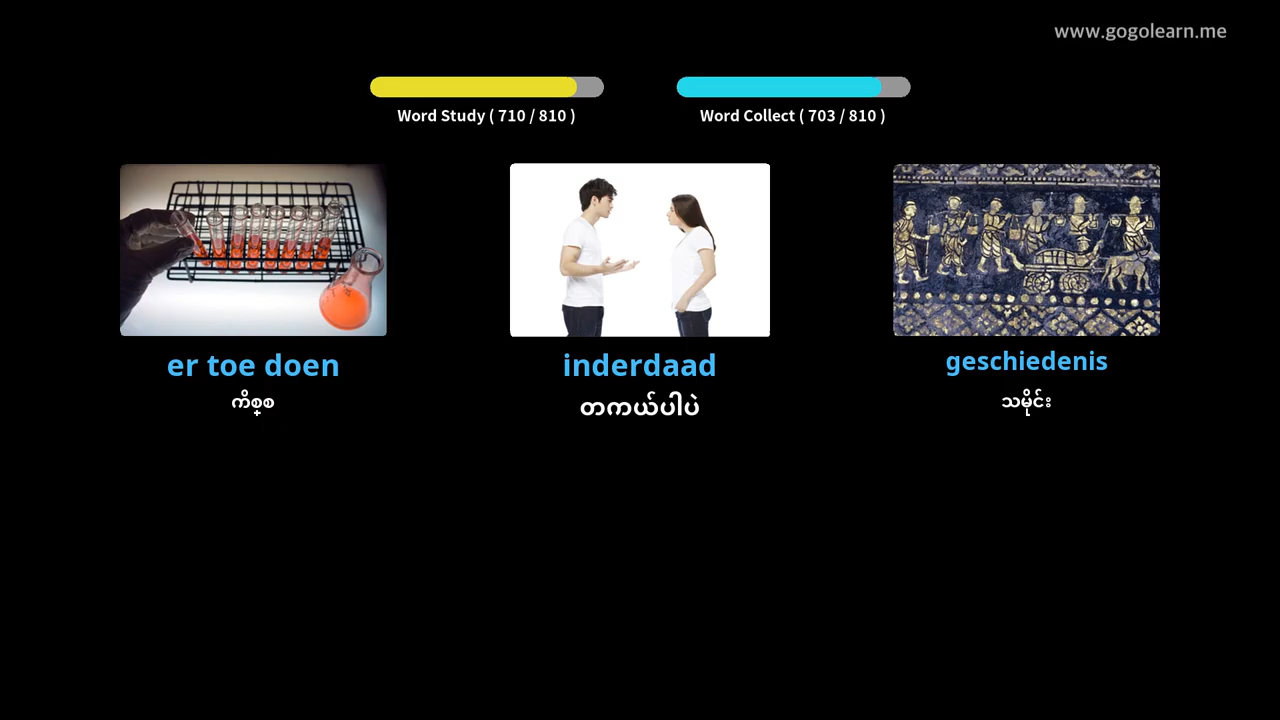 www.gogolearn.me
Word Study ( 710 / 810 )
Word Collect ( 703 / 810 )
er toe doen
inderdaad
geschiedenis
ကိစ္စ
တကယ်ပါပဲ
သမိုင်း